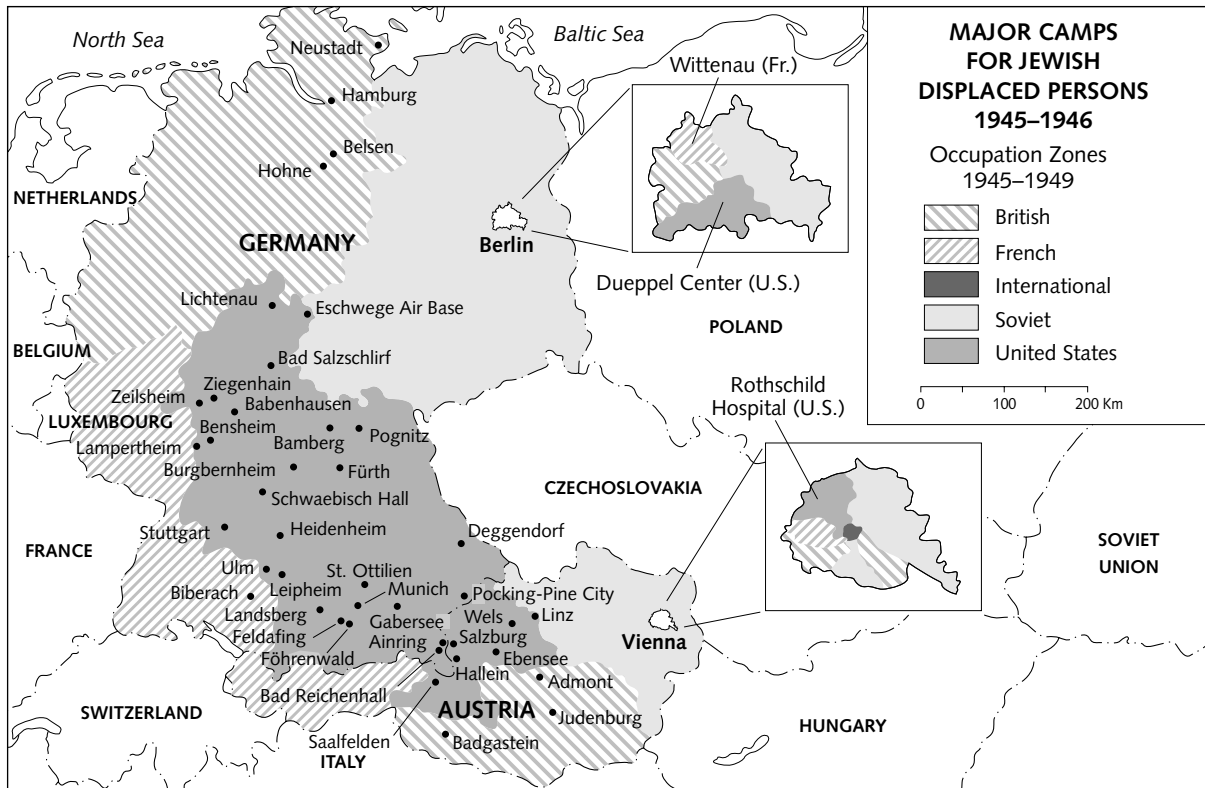 North Sea
Baltic Sea
Neustadt
Hamburg
Belsen
Hohne
NETHERLANDS
GERMANY
Berlin
Wittenau (Fr.)
Dueppel Center (U.S.)
MAJOR CAMPS
FOR JEWISH
DISPLACED PERSONS
1945–1946
Occupation Zones
1945–1949
British
French
International
Soviet
United States
0 50 100 200 Km
Lichtenau
Eschwege Air Base
POLAND
BELGIUM
Bad Salzschlirf
Rothschild
Hospital (U.S.)
Ziegenhain
Zeilsheim
Babenhausen
LUXEMBOURG
Bensheim
Lampertheim
Bamberg
Pognitz
Burgbernheim
Fürth
Schwaebisch Hall
CZECHOSLOVAKIA
Stuttgart
Heidenheim
Deggendorf
FRANCE
SOVIET
UNION
Ulm
Leipheim
St. Ottilien
Biberach
Munich
Pocking-Pine City
Landsberg
Gabersee
Wels
Linz
Feldafing
Ainring
Salzburg
Vienna
Föhrenwald
Ebensee
Bad Reichenhall
Hallein
Admont
SWITZERLAND
AUSTRIA
Judenburg
HUNGARY
Saalfelden
Badgastein
ITALY